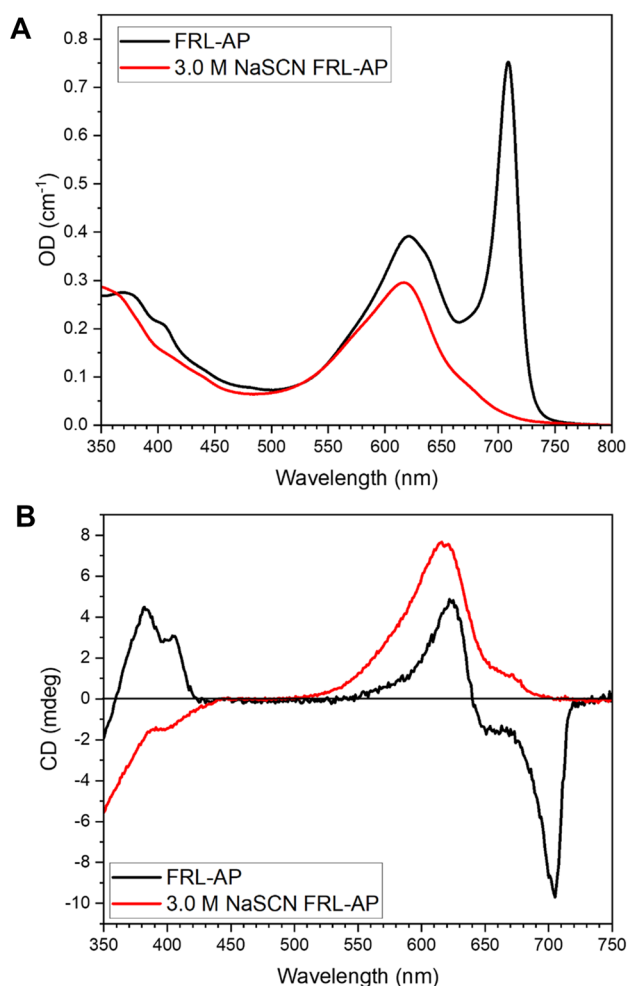 A
FRL-AP
3.0 M NaSCN FRL-AP
0.8
0.7
0.6
0.5
0.4
0.3
0.2
0.1
0.0
OD (cm⁻¹)
350 400 450 500 550 600 650 700 750 800
Wavelength (nm)
B
8
6
4
2
0
-2
-4
-6
-8
-10
CD (mdeg)
FRL-AP
3.0 M NaSCN FRL-AP
350 400 450 500 550 600 650 700 750
Wavelength (nm)